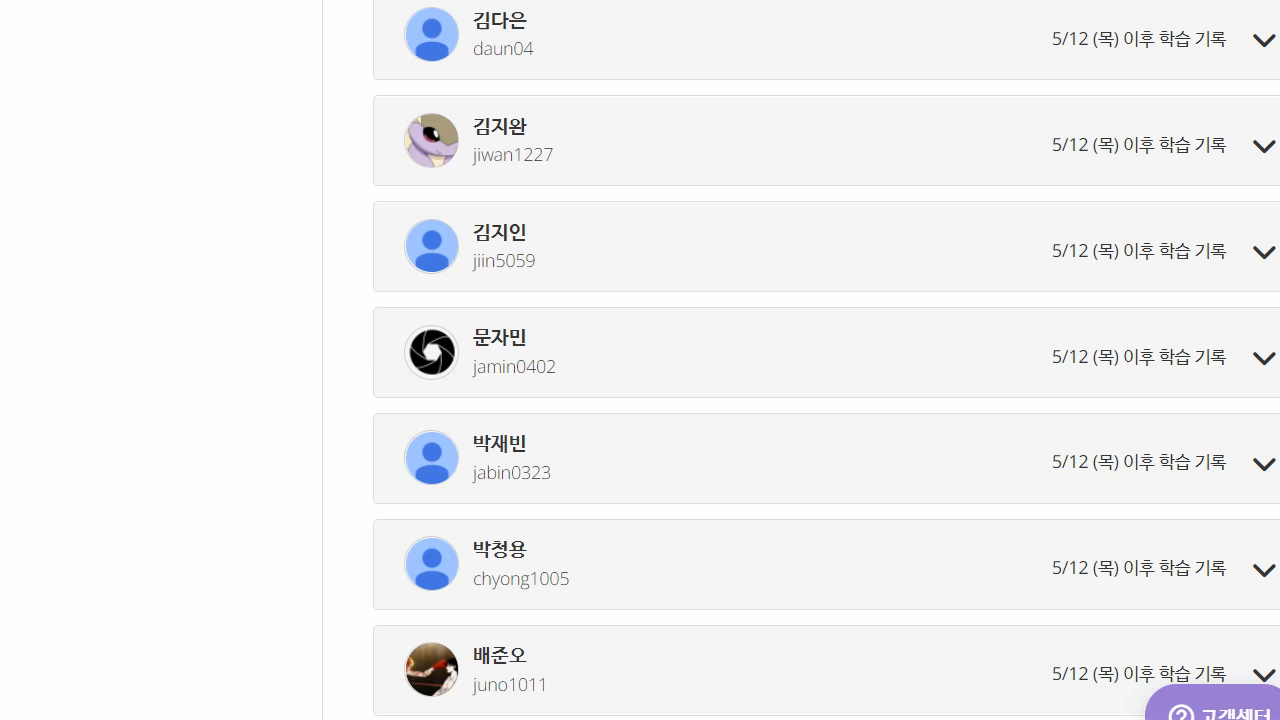 김다은
daun04
5/12 (목) 이후 학습 기록
김지완
jiwan1227
5/12 (목) 이후 학습 기록
김지인
jiin5059
5/12 (목) 이후 학습 기록
문자민
jamin0402
5/12 (목) 이후 학습 기록
박재빈
jabin0323
5/12 (목) 이후 학습 기록
박청용
chyong1005
5/12 (목) 이후 학습 기록
배준오
juno1011
5/12 (목) 이후 학습 기록
고객센터